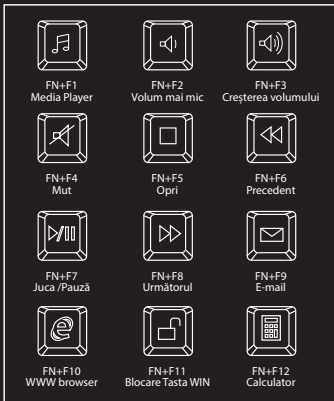 FN+F1 FN+F2 FN+F3
Media Player Volum mai mic Creșterea volumului
FN+F4 FN+F5 FN+F6
Mut Opri Precedent
FN+F7 FN+F8 FN+F9
Juca /Pauză Următorul E-mail
FN+F10 FN+F11 FN+F12
WWW browser Blocare Tasta WIN Calculator